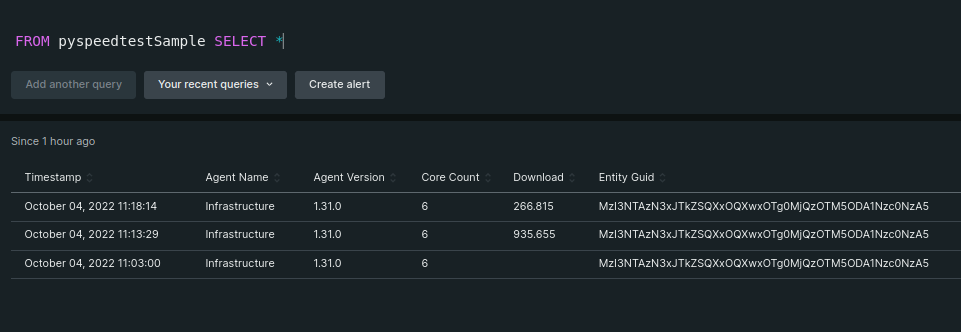 FROM pyspeedtestSample SELECT *
Add another query Your recent queries Create alert
Since 1 hour ago
Timestamp Agent Name Agent Version Core Count Download Entity Guid
October 04, 2022 11:18:14 Infrastructure 1.31.0 6 266.815 MzI3NTAzN3xJTkZSQXxOQXwxOTg0MjQzOTM5ODA1Nzc0NzA5
October 04, 2022 11:13:29 Infrastructure 1.31.0 6 935.655 MzI3NTAzN3xJTkZSQXxOQXwxOTg0MjQzOTM5ODA1Nzc0NzA5
October 04, 2022 11:03:00 Infrastructure 1.31.0 6 MzI3NTAzN3xJTkZSQXxOQXwxOTg0MjQzOTM5ODA1Nzc0NzA5